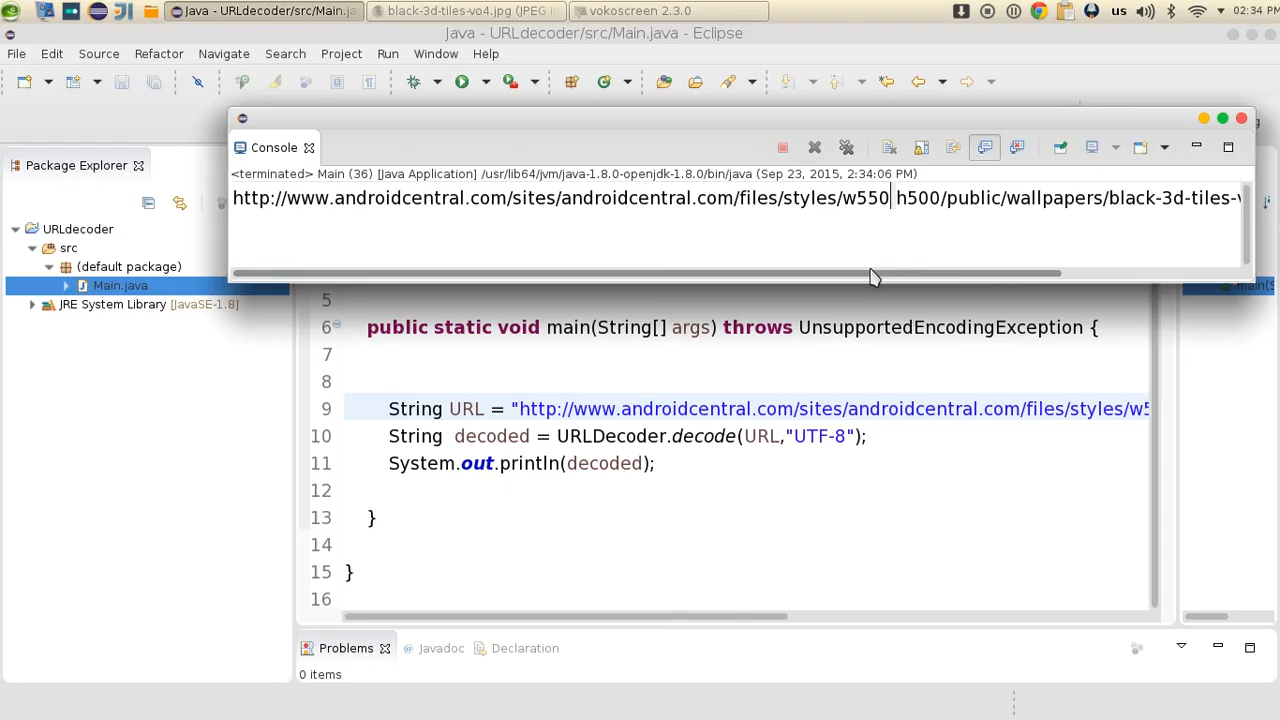 Java - URLdecoder/src/Main.ja
black-3d-tiles-vo4.jpg (JPEG I
vokoscreen 2.3.0
us
02:34 PM
Java - URLdecoder/src/Main.java - Eclipse
File Edit Source Refactor Navigate Search Project Run Window Help
Console
Package Explorer
<terminated> Main (36) [Java Application] /usr/lib64/jvm/java-1.8.0-openjdk-1.8.0/bin/java (Sep 23, 2015, 2:34:06 PM)
http://www.androidcentral.com/sites/androidcentral.com/files/styles/w550 h500/public/wallpapers/black-3d-tiles-v
URLdecoder
src
(default package)
Main.java
JRE System Library [JavaSE-1.8]
main(S
5
6 public static void main(String[] args) throws UnsupportedEncodingException {
7
8
9 String URL = "http://www.androidcentral.com/sites/androidcentral.com/files/styles/w5
10 String decoded = URLDecoder.decode(URL,"UTF-8");
11 System.out.println(decoded);
12
13 }
14
15 }
16
Problems Javadoc Declaration
0 items